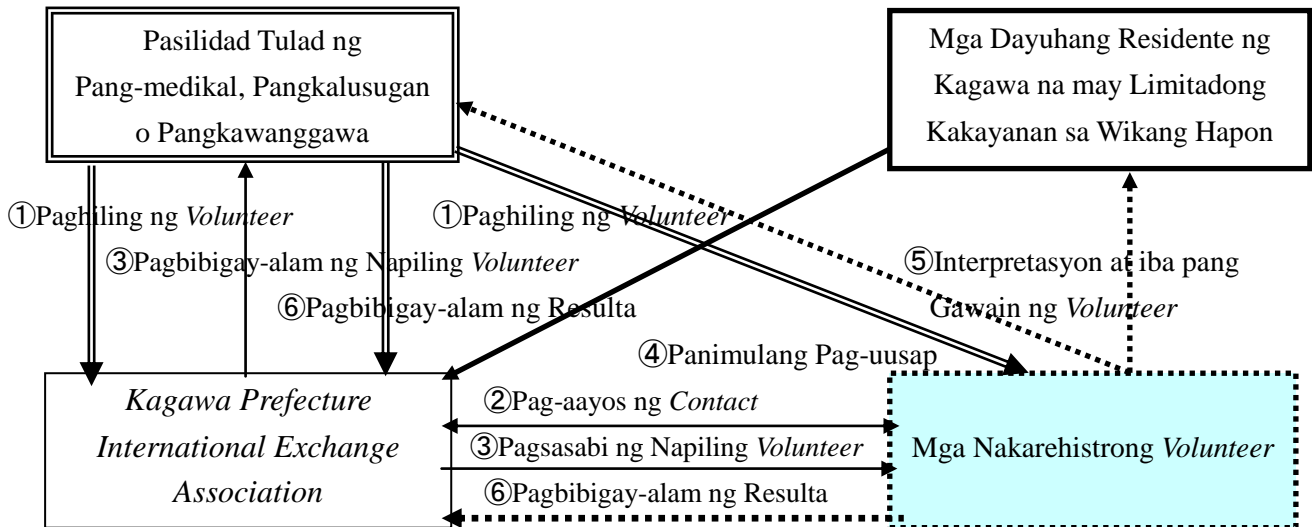 Pasilidad Tulad ng
Pang-medikal, Pangkalusugan
o Pangkawanggawa
Mga Dayuhang Residente ng
Kagawa na may Limitadong
Kakayanan sa Wikang Hapon
①Paghiling ng Volunteer
①Paghiling ng Volunteer
③Pagbibigay-alam ng Napiling Volunteer
⑥Pagbibigay-alam ng Resulta
⑤Interpretasyon at iba pang
Gawain ng Volunteer
④Panimulang Pag-uusap
Kagawa Prefecture
International Exchange
Association
②Pag-aayos ng Contact
③Pagsasabi ng Napiling Volunteer
⑥Pagbibigay-alam ng Resulta
Mga Nakarehistrong Volunteer